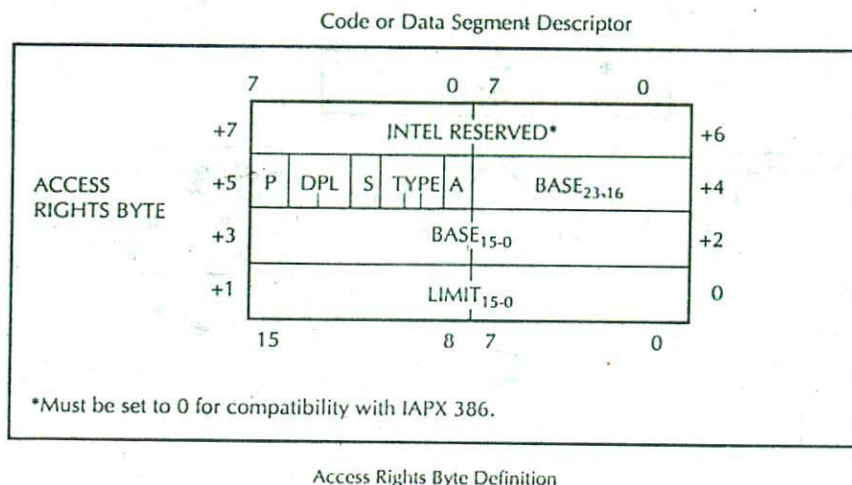 Code or Data Segment Descriptor
7 0 7 0
+7 INTEL RESERVED* +6
ACCESS RIGHTS BYTE +5 P DPL S TYPE A BASE23-16 +4
+3 BASE15-0 +2
+1 LIMIT15-0 0
15 8 7 0
*Must be set to 0 for compatibility with IAPX 386.
Access Rights Byte Definition